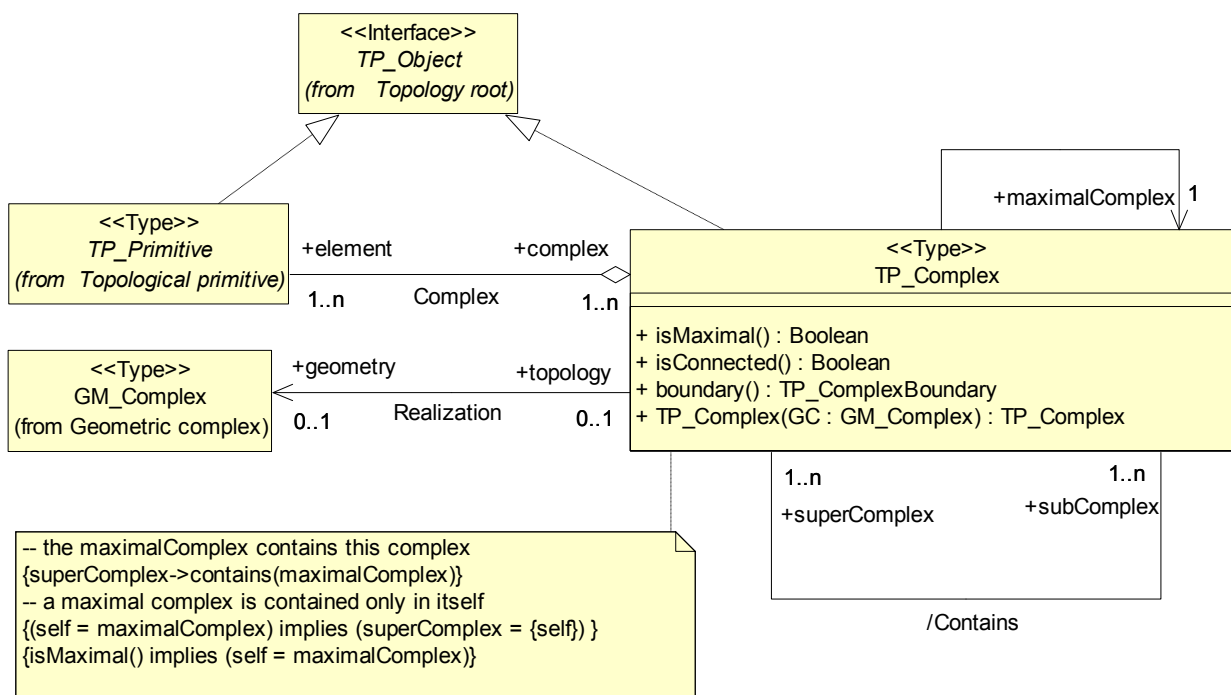 <<Interface>>
TP_Object
(from Topology root)
+maximalComplex 1
<<Type>>
TP_Primitive
(from Topological primitive)
+element
1..n
Complex
+complex
1..n
<<Type>>
TP_Complex
+ isMaximal() : Boolean
+ isConnected() : Boolean
+ boundary() : TP_ComplexBoundary
+ TP_Complex(GC : GM_Complex) : TP_Complex
<<Type>>
GM_Complex
(from Geometric complex)
+geometry
0..1
Realization
+topology
0..1
1..n
+superComplex
1..n
+subComplex
/Contains
-- the maximalComplex contains this complex
{superComplex->contains(maximalComplex)}
-- a maximal complex is contained only in itself
{(self = maximalComplex) implies (superComplex = {self}) }
{isMaximal() implies (self = maximalComplex)}